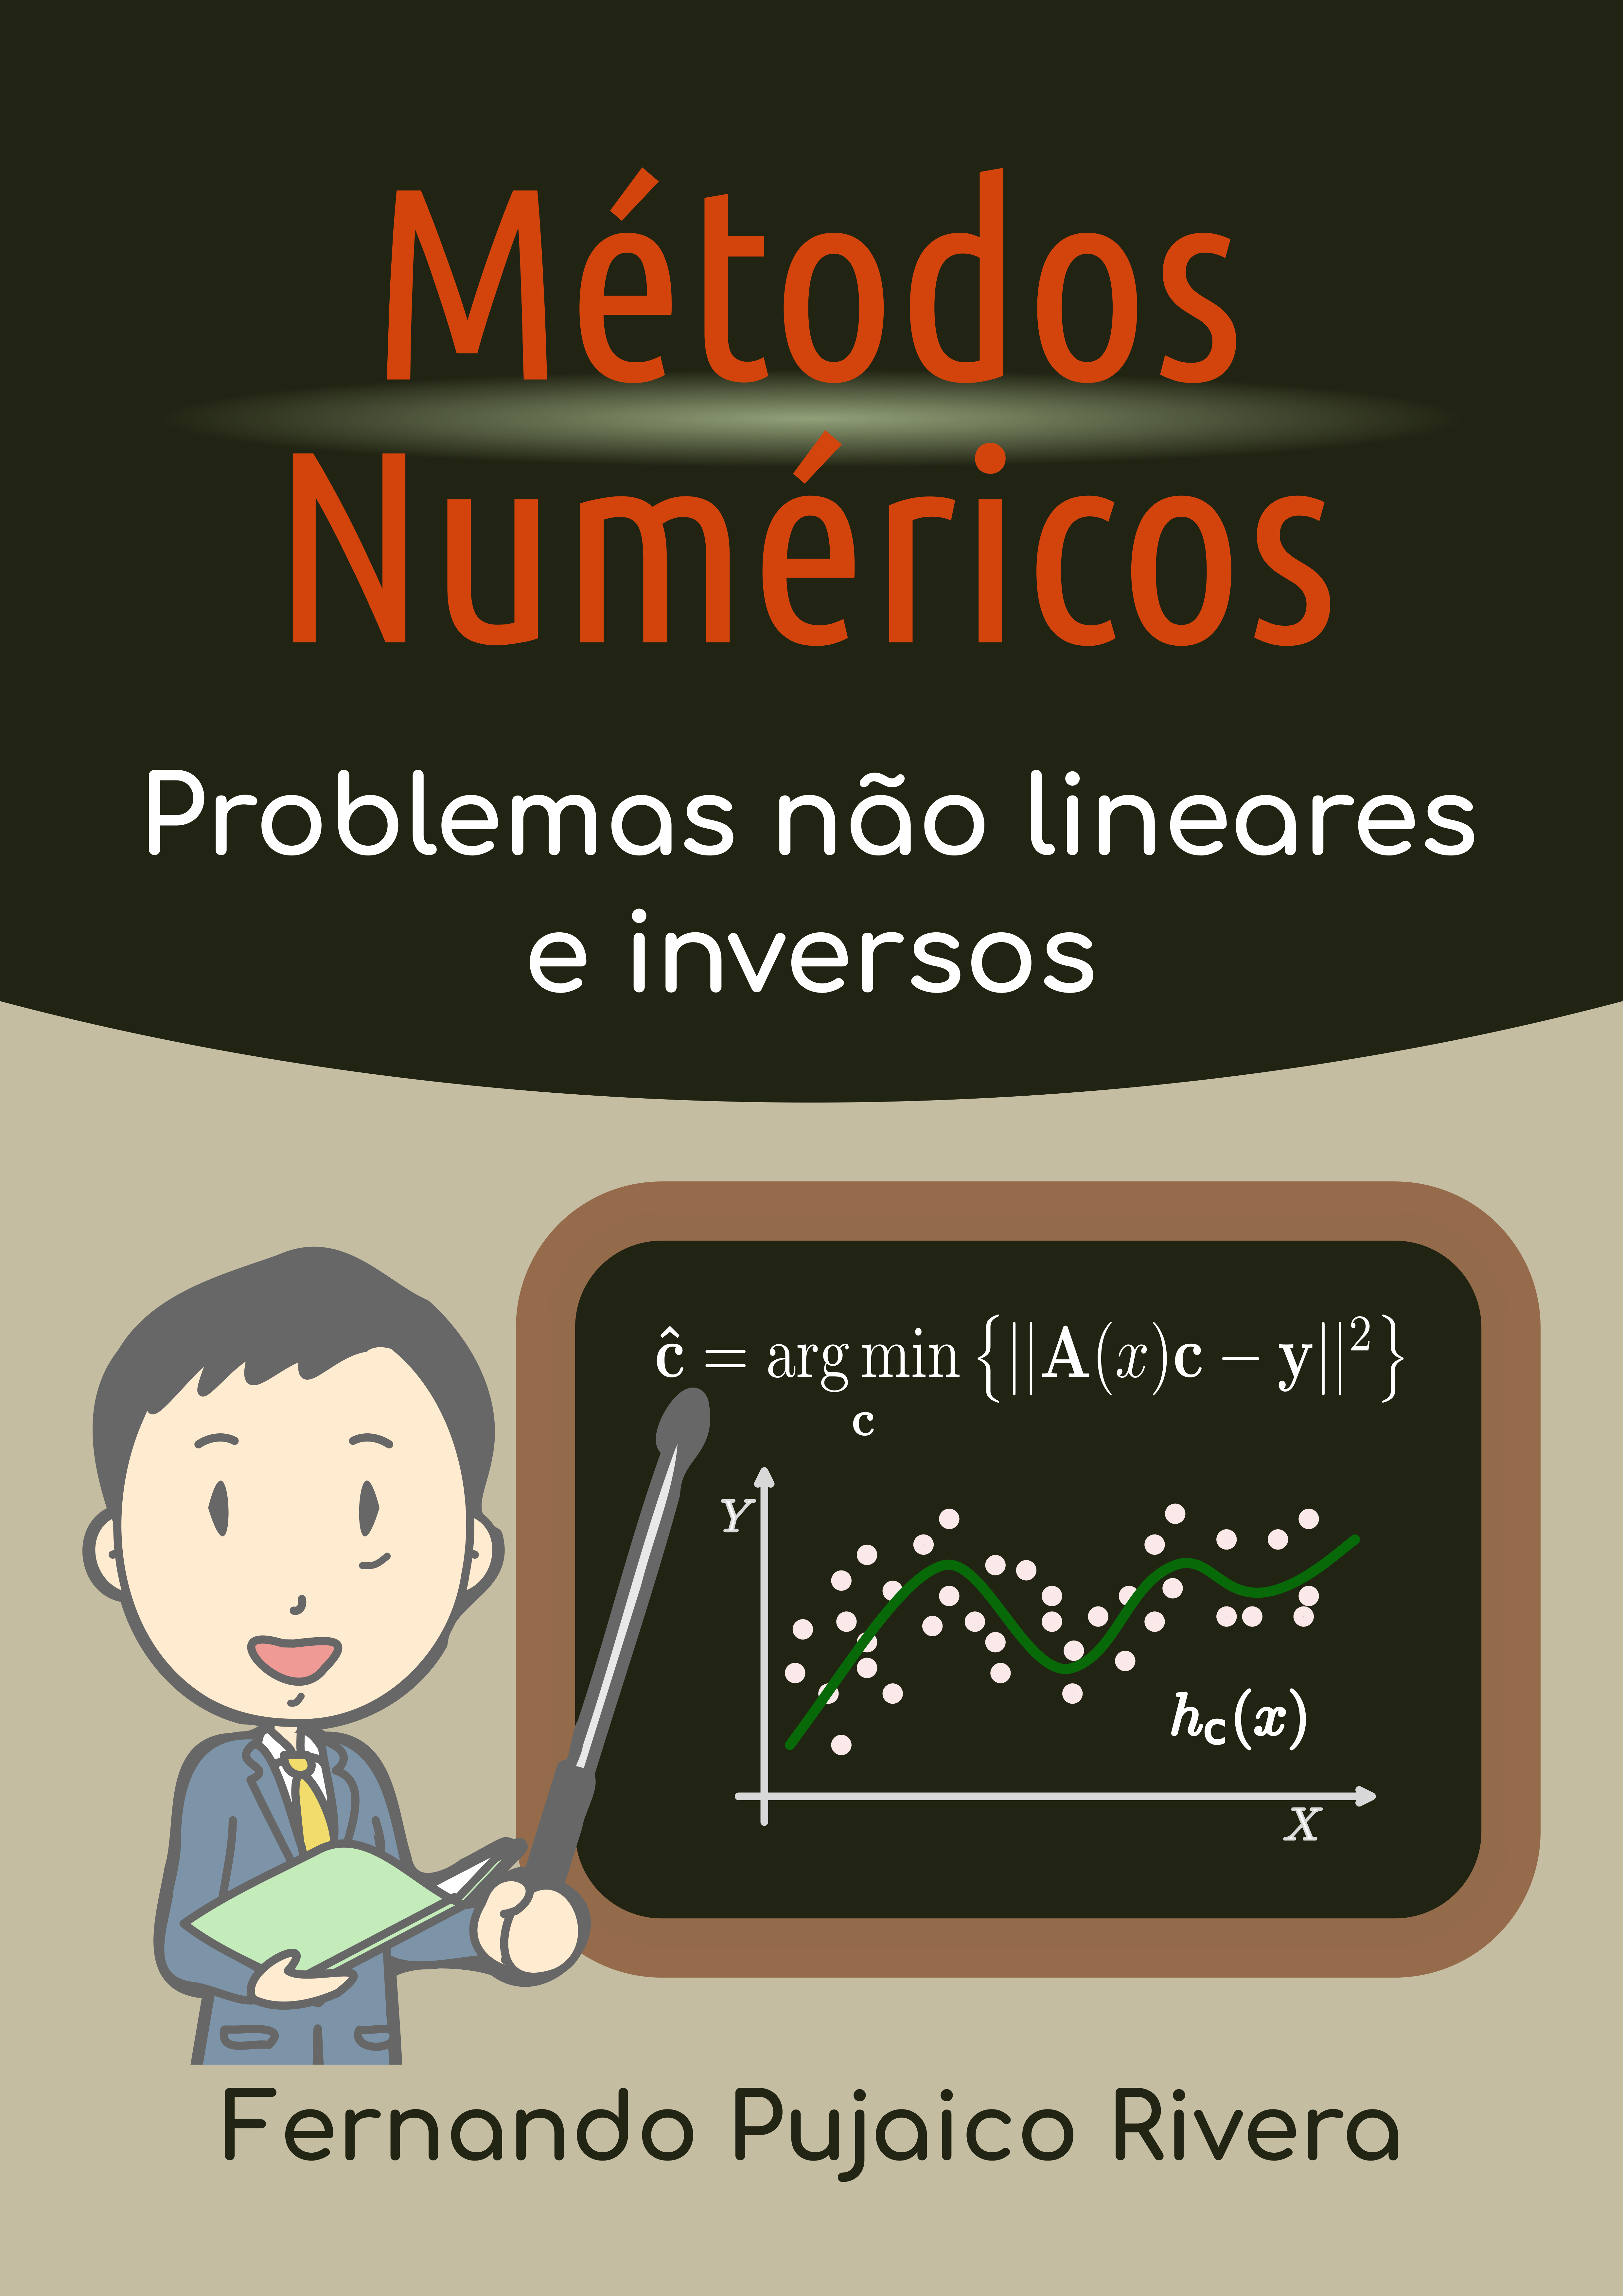 Métodos
Numéricos
Problemas não lineares
e inversos
ĉ = arg min {||A(x)c − y||²}
c
Y
h_c(x)
X
Fernando Pujaico Rivera